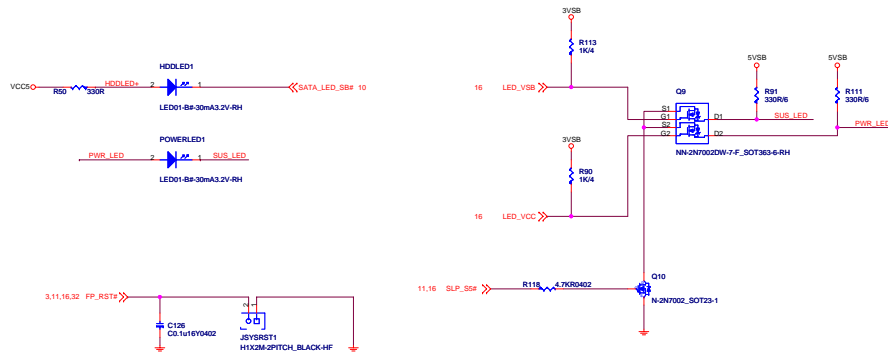 3VSB
R113
1K/4
HDDLED1
5VSB
5VSB
VCC5
R50
330R
HDDLED+
2
1
SATA_LED_SB# 10
16 LED_VSB
Q9
S1
G1
S2
G2
D1
D2
R91
330R/6
SUS_LED
R111
330R/6
PWR_LED
LED01-B#-30mA3.2V-RH
POWERLED1
PWR_LED
2
1
SUS_LED
LED01-B#-30mA3.2V-RH
3VSB
NN-2N7002DW-7-F_SOT363-6-RH
R90
1K/4
16 LED_VCC
3,11,16,32 FP_RST#
2
1
C126
C0.1u16Y0402
JSYSRST1
H1X2M-2PITCH_BLACK-HF
11,16 SLP_S5#
R118
4.7KR0402
Q10
N-2N7002_SOT23-1